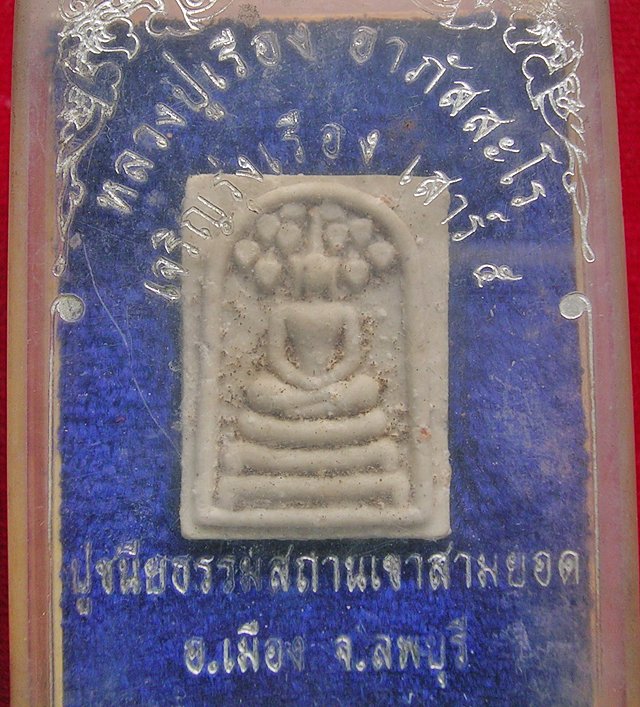 หลวงปู่เรือง อาภัสสะโร
เจริญรุ่งเรือง เสาร์ ๕
ปูชนียธรรมสถานเขาสามยอด
อ.เมือง จ.ลพบุรี